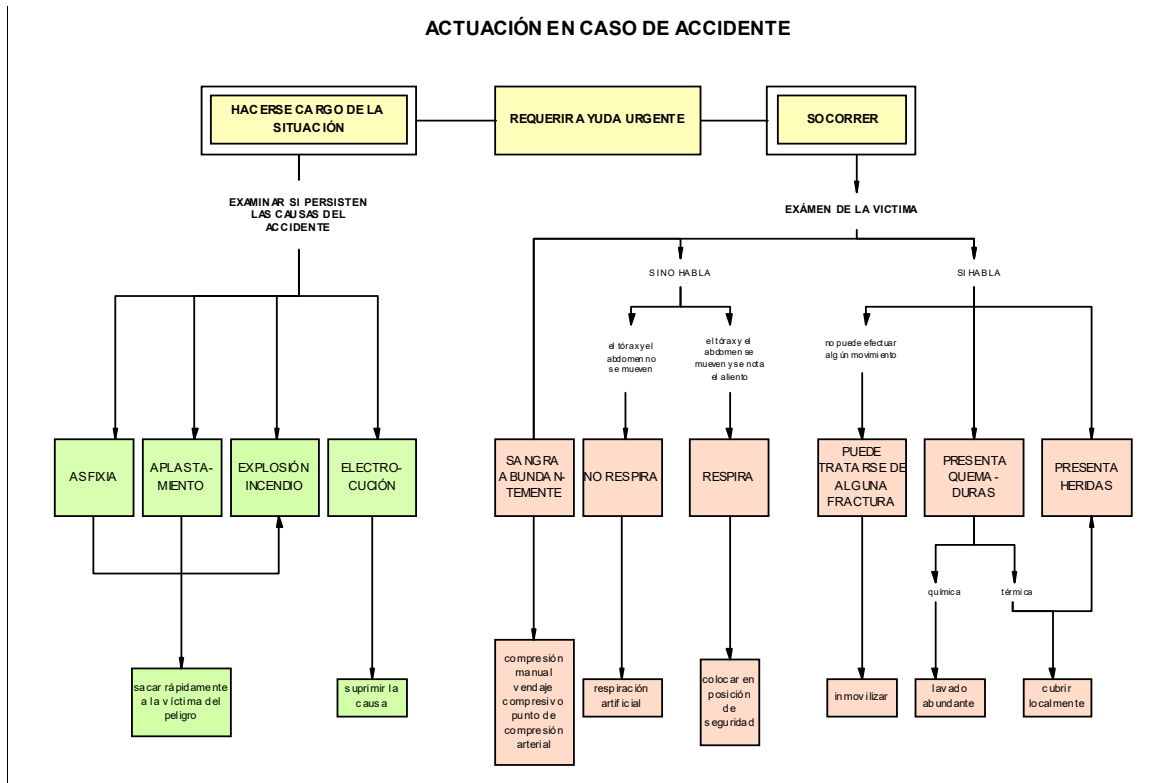 ACTUACIÓN EN CASO DE ACCIDENTE
HACERSE CARGO DE LA
SITUACIÓN
REQUERIR AYUDA URGENTE
SOCORRER
EXAMINAR SI PERSISTEN
LAS CAUSAS DEL
ACCIDENTE
EXÁMEN DE LA VICTIMA
SI NO HABLA
SI HABLA
el tórax y el
abdomen no
se mueven
el tórax y el
abdomen se
mueven y se nota
el aliento
no puede efectuar
algún movimiento
ASFIXIA
APLASTA-
MIENTO
EXPLOSIÓN
INCENDIO
ELECTRO-
CUCIÓN
SANGRA
ABUNDAN-
TEMENTE
NO RESPIRA
RESPIRA
PUEDE
TRATARSE DE
ALGUNA
FRACTURA
PRESENTA
QUEMA-
DURAS
PRESENTA
HERIDAS
química
térmica
sacar rápidamente
a la víctima del
peligro
suprimir la
causa
compresión
manual
vendaje
compresivo
punto de
compresión
arterial
respiración
artificial
colocar en
posición
de
seguridad
inmovilizar
lavado
abundante
cubrir
localmente